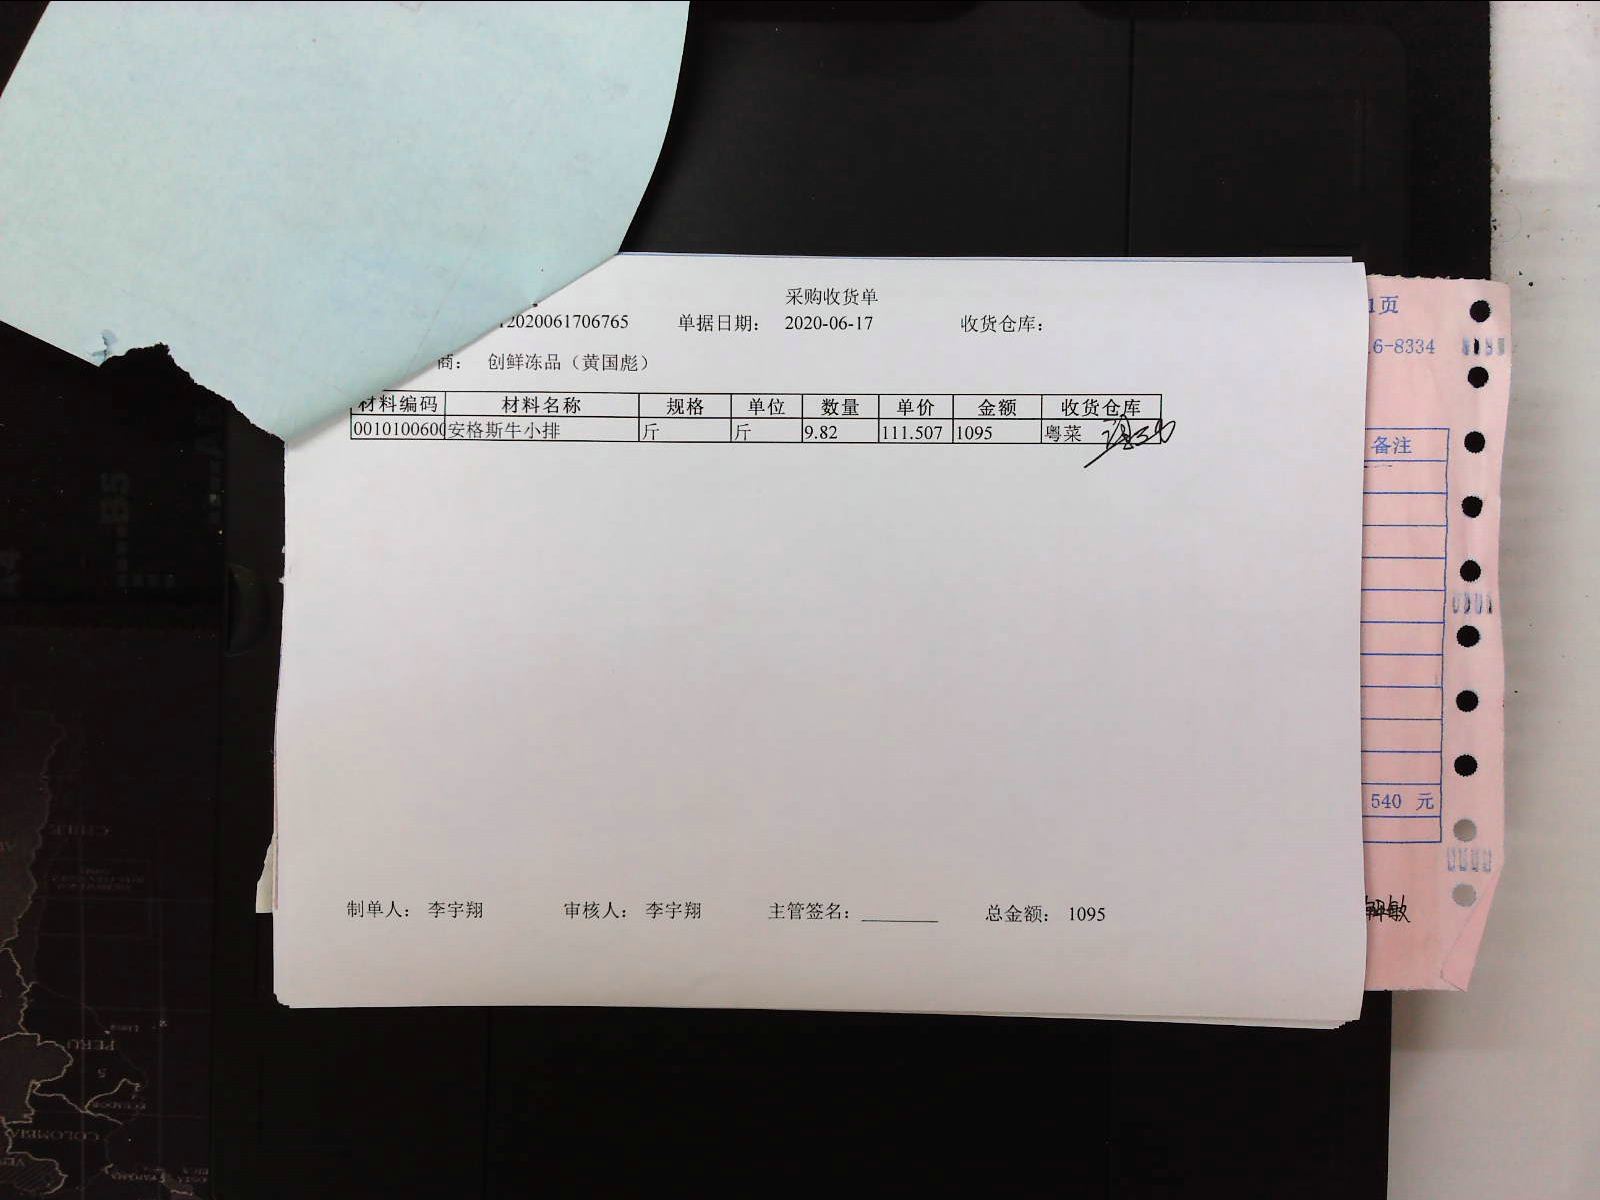 采购收货单
12020061706765 单据日期: 2020-06-17 收货仓库:
商: 创鲜冻品（黄国彪）
材料编码 材料名称 规格 单位 数量 单价 金额 收货仓库
0010100600 安格斯牛小排 斤 斤 9.82 111.507 1095 粤菜
制单人: 李宇翔 审核人: 李宇翔 主管签名: 总金额: 1095
1页
6-8334
备注
540 元
敏
CHILE
PERU
COLOMBIA